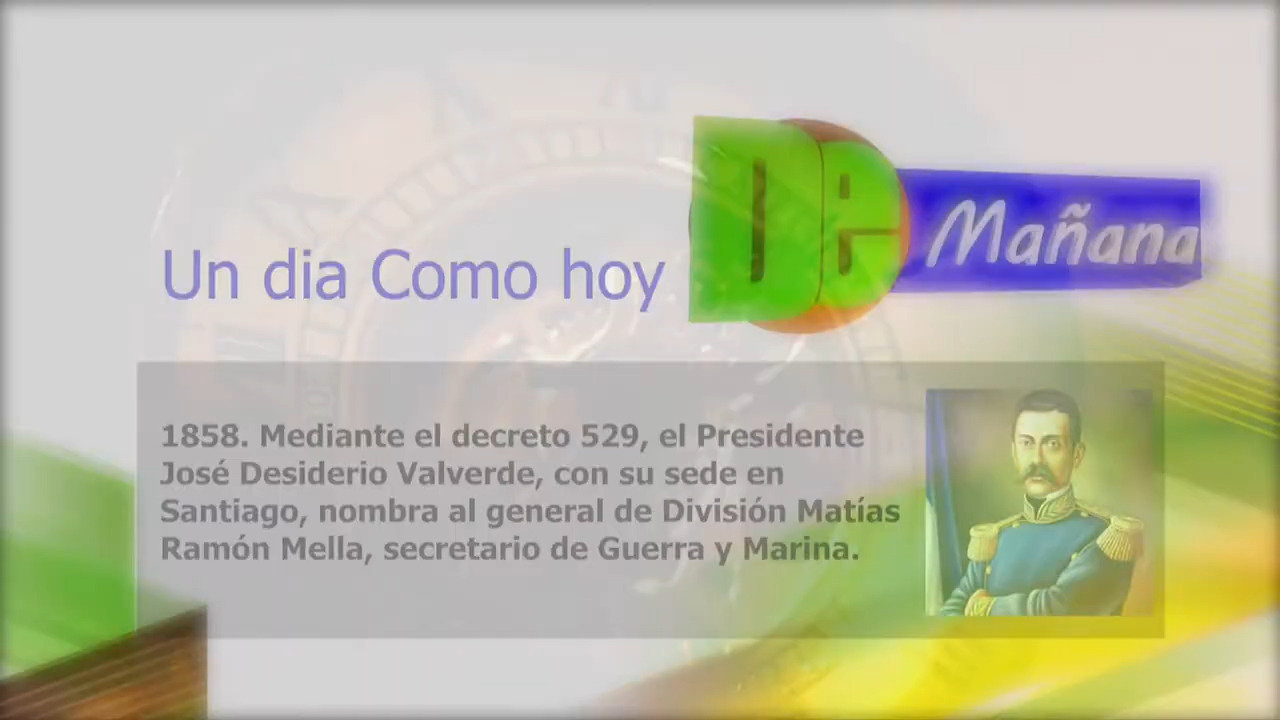 De
Mañana
Un dia Como hoy
1858. Mediante el decreto 529, el Presidente
José Desiderio Valverde, con su sede en
Santiago, nombra al general de División Matías
Ramón Mella, secretario de Guerra y Marina.